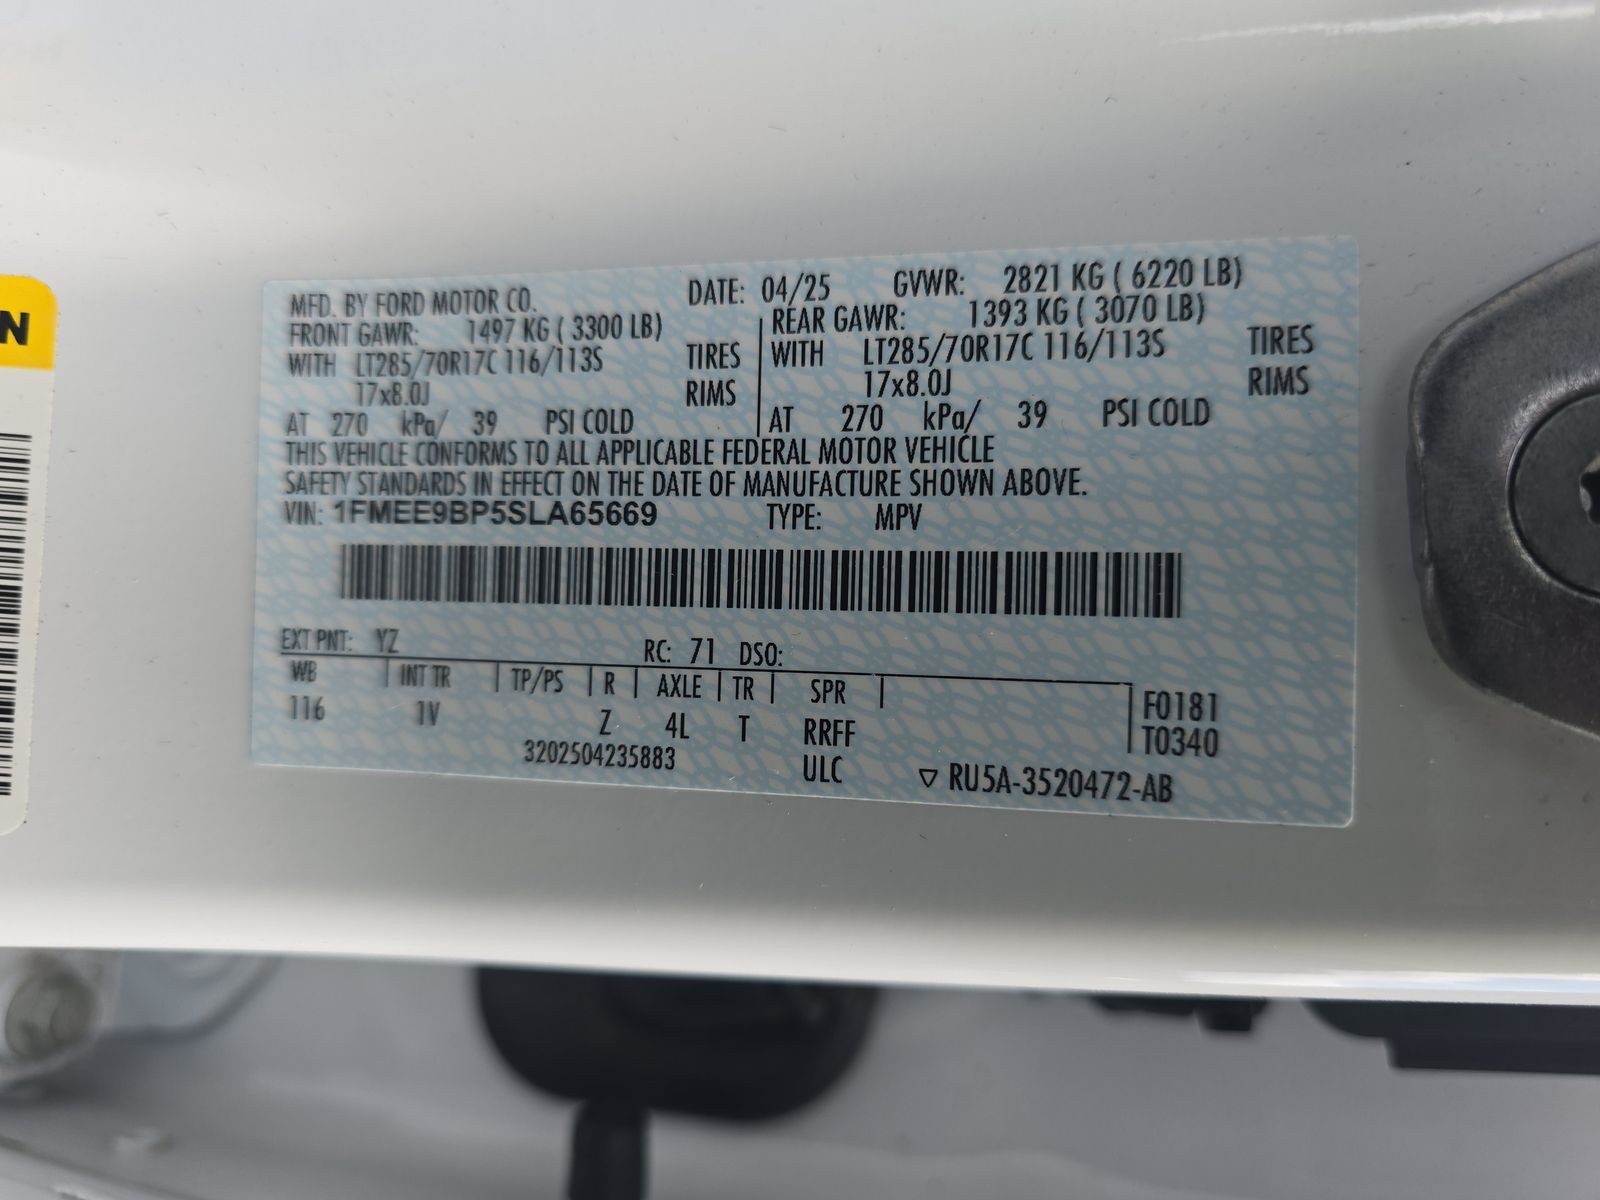 N
MFD. BY FORD MOTOR CO. DATE: 04/25 GVWR: 2821 KG ( 6220 LB)
FRONT GAWR: 1497 KG ( 3300 LB) REAR GAWR: 1393 KG ( 3070 LB)
WITH LT285/70R17C 116/113S TIRES WITH LT285/70R17C 116/113S TIRES
17x8.0J RIMS 17x8.0J RIMS
AT 270 kPa/ 39 PSI COLD AT 270 kPa/ 39 PSI COLD
THIS VEHICLE CONFORMS TO ALL APPLICABLE FEDERAL MOTOR VEHICLE
SAFETY STANDARDS IN EFFECT ON THE DATE OF MANUFACTURE SHOWN ABOVE.
VIN: 1FMEE9BP5SLA65669 TYPE: MPV
EXT PNT: YZ RC: 71 DSO:
WB INT TR TP/PS R AXLE TR SPR
116 1V Z 4L T RRFF
F0181
T0340
3202504235883 ULC ▽ RU5A-3520472-AB